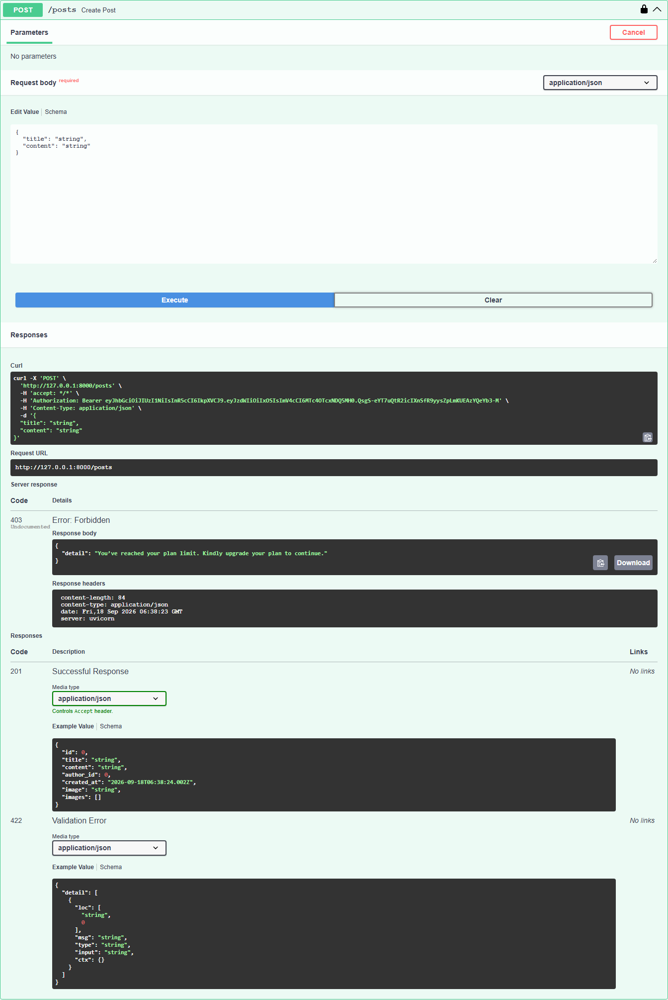 POST /posts Create Post
Parameters
Cancel
No parameters
Request body required
application/json
Edit Value | Schema
{
  "title": "string",
  "content": "string"
}
Execute
Clear
Responses
Curl
curl -X 'POST' \
  'http://127.0.0.1:8000/posts' \
  -H 'accept: */*' \
  -H 'Authorization: Bearer eyJhbGciOiJIUzI1NiIsInR5cCI6IkpXVCJ9.eyJzdWIiOiIxOSIsImV4cCI6MTc4OTcxNDQ5MH0.QsgS-eYT7uQtR2icIXnSfR9yysZpLmKUEAzYQeYb3-M' \
  -H 'Content-Type: application/json' \
  -d '{
  "title": "string",
  "content": "string"
}'
Request URL
http://127.0.0.1:8000/posts
Server response
Code Details
403 Error: Forbidden
Undocumented
Response body
{
  "detail": "You’ve reached your plan limit. Kindly upgrade your plan to continue."
}
Download
Response headers
content-length: 84
content-type: application/json
date: Fri,18 Sep 2026 06:38:23 GMT
server: uvicorn
Responses
Code Description Links
201 Successful Response No links
Media type
application/json
Controls Accept header.
Example Value | Schema
{
  "id": 0,
  "title": "string",
  "content": "string",
  "author_id": 0,
  "created_at": "2026-09-18T06:38:24.002Z",
  "image": "string",
  "images": []
}
422 Validation Error No links
Media type
application/json
Example Value | Schema
{
  "detail": [
    {
      "loc": [
        "string",
        0
      ],
      "msg": "string",
      "type": "string",
      "input": "string",
      "ctx": {}
    }
  ]
}